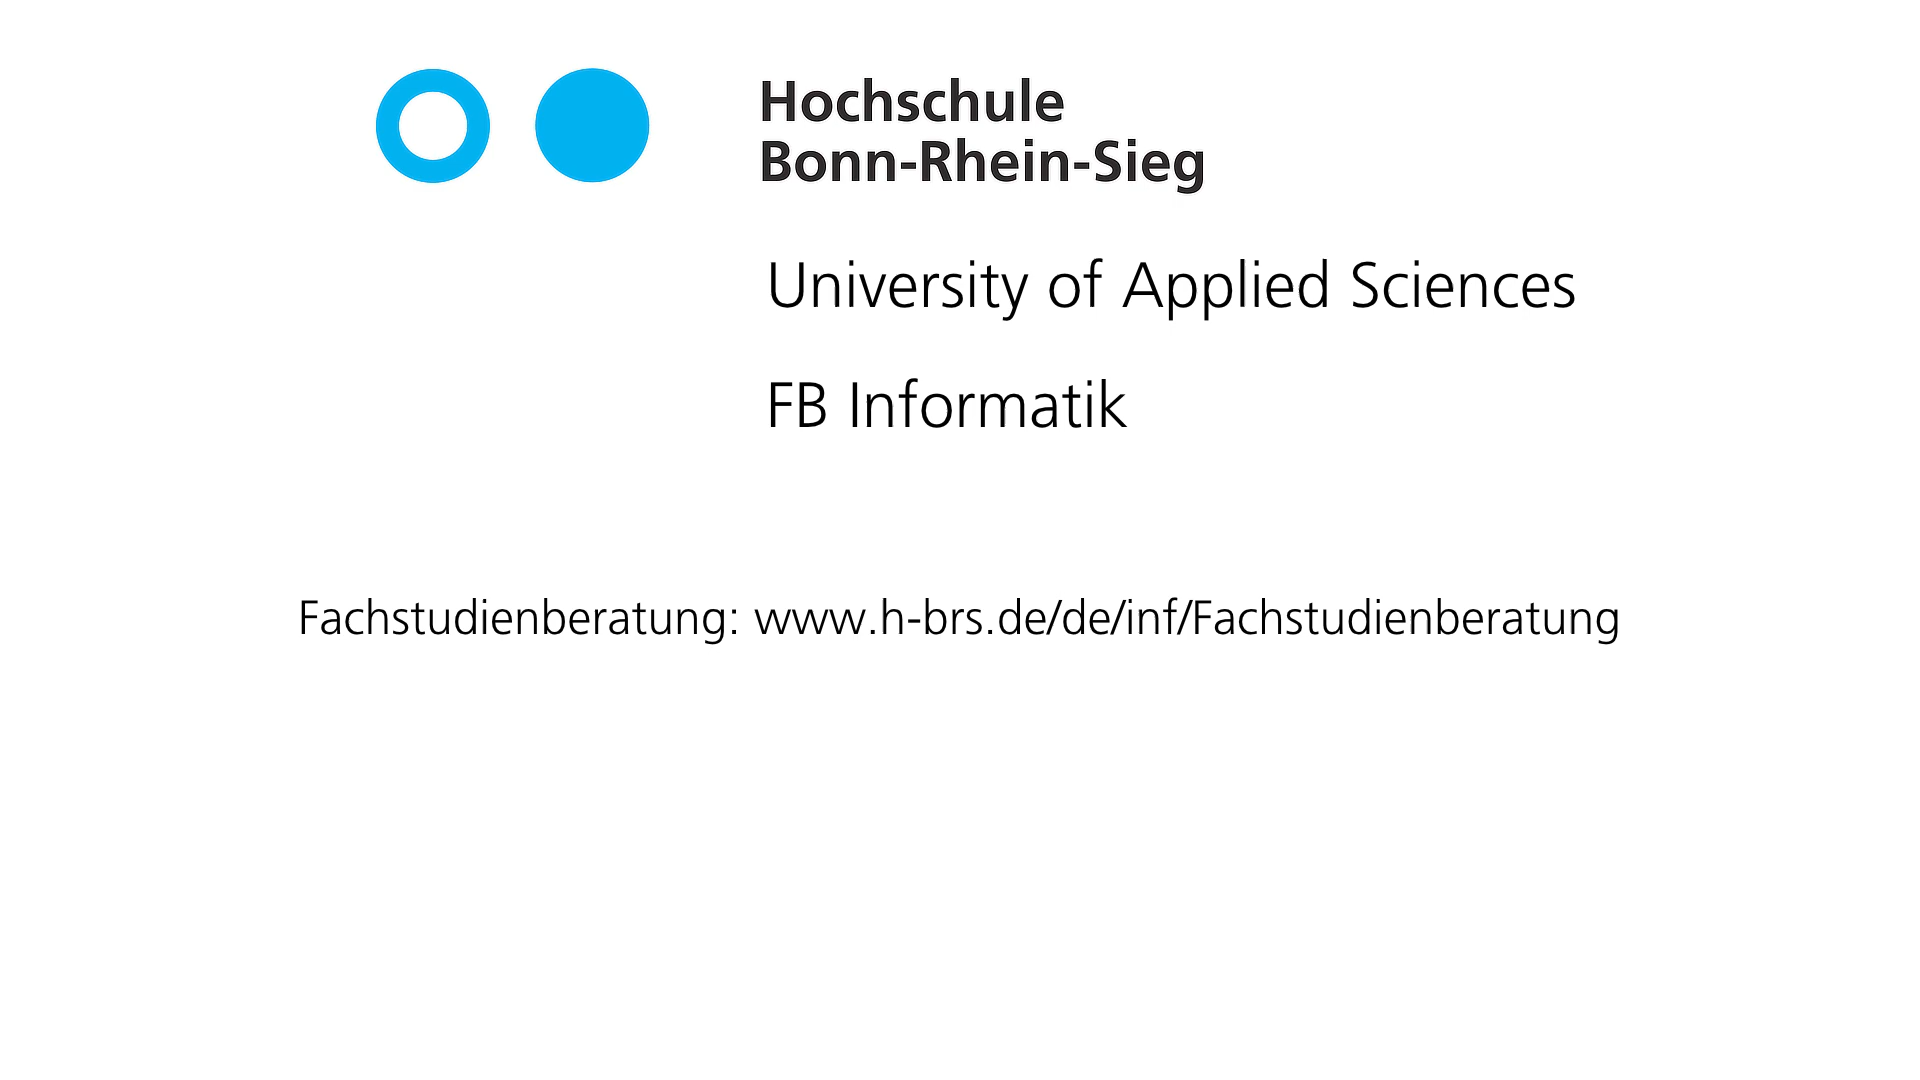 Hochschule
Bonn-Rhein-Sieg
University of Applied Sciences
FB Informatik
Fachstudienberatung: www.h-brs.de/de/inf/Fachstudienberatung